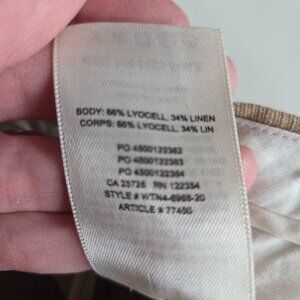 BODY: 66% LYOCELL, 34% LINEN
CORPS: 66% LYOCELL, 34% LIN
PO 4500122382
PO 4500122383
PO 4500122384
CA 23725 RN 122354
STYLE # WTN4-6965-20
ARTICLE # 77450